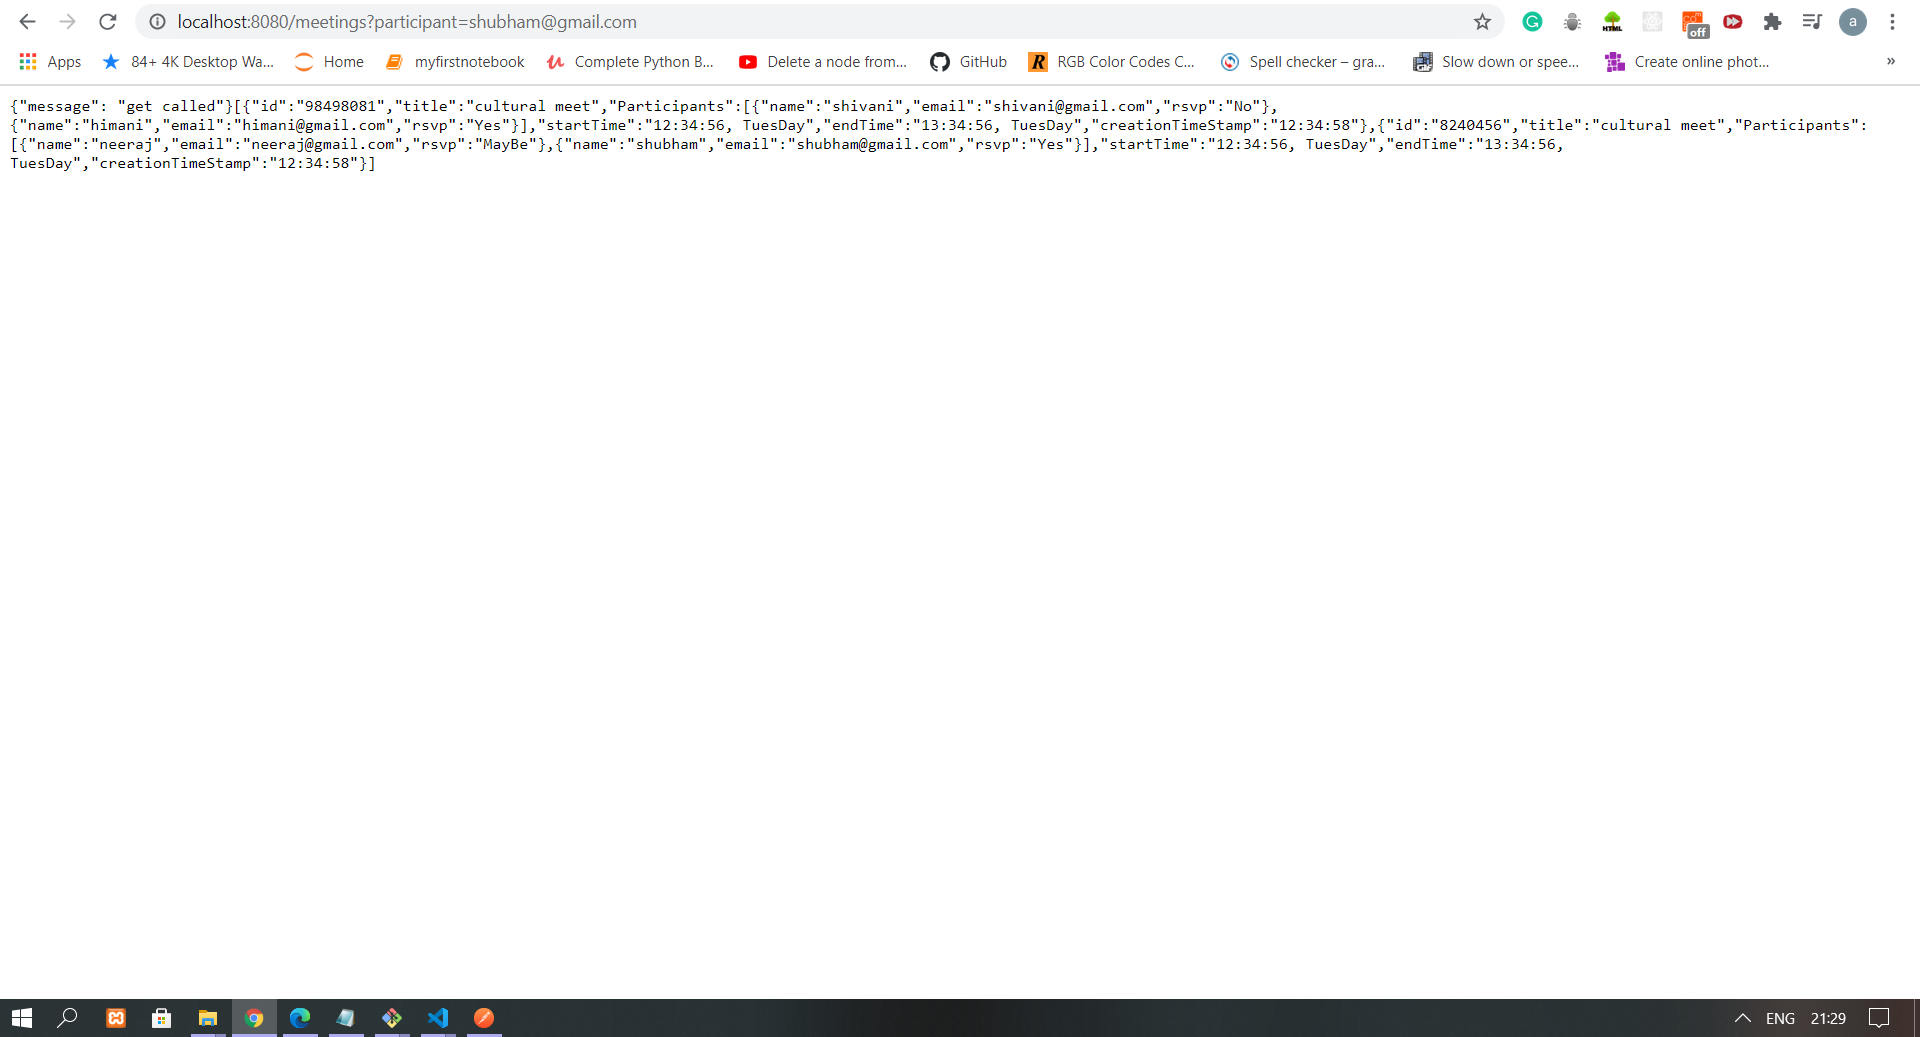 localhost:8080/meetings?participant=shubham@gmail.com
off
a
Apps 84+ 4K Desktop Wa... Home myfirstnotebook Complete Python B... Delete a node from... GitHub RGB Color Codes C... Spell checker – gra... Slow down or spee... Create online phot... »
{"message": "get called"}[{"id":"98498081","title":"cultural meet","Participants":[{"name":"shivani","email":"shivani@gmail.com","rsvp":"No"},
{"name":"himani","email":"himani@gmail.com","rsvp":"Yes"}],"startTime":"12:34:56, TuesDay","endTime":"13:34:56, TuesDay","creationTimeStamp":"12:34:58"},{"id":"8240456","title":"cultural meet","Participants":
[{"name":"neeraj","email":"neeraj@gmail.com","rsvp":"MayBe"},{"name":"shubham","email":"shubham@gmail.com","rsvp":"Yes"}],"startTime":"12:34:56, TuesDay","endTime":"13:34:56,
TuesDay","creationTimeStamp":"12:34:58"}]
ENG 21:29